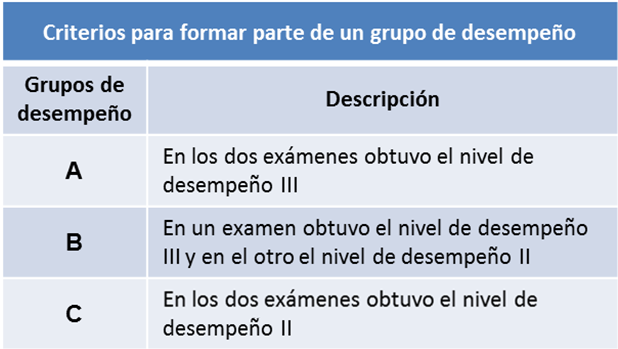 Criterios para formar parte de un grupo de desempeño
Grupos de
desempeño
Descripción
A
En los dos exámenes obtuvo el nivel de
desempeño III
B
En un examen obtuvo el nivel de desempeño
III y en el otro el nivel de desempeño II
C
En los dos exámenes obtuvo el nivel de
desempeño II